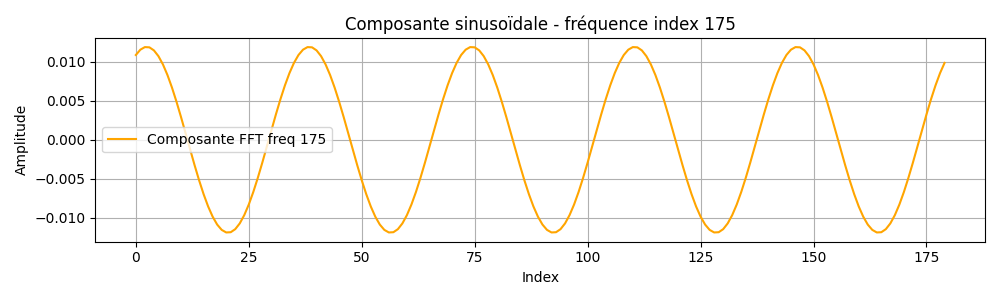 Composante sinusoïdale - fréquence index 175
Amplitude
0.010
0.005
0.000
−0.005
−0.010
Composante FFT freq 175
0 25 50 75 100 125 150 175
Index